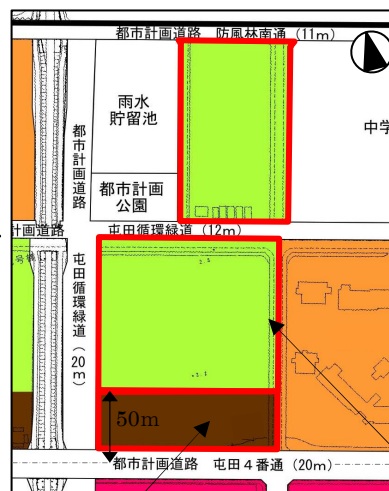 都市計画道路 防風林南通(11m)
雨水
貯留池
中学
都市計画道路
都市計画
公園
計画道路 屯田循環緑道(12m)
屯田循環緑道(20m)
50m
都市計画道路 屯田4番通(20m)